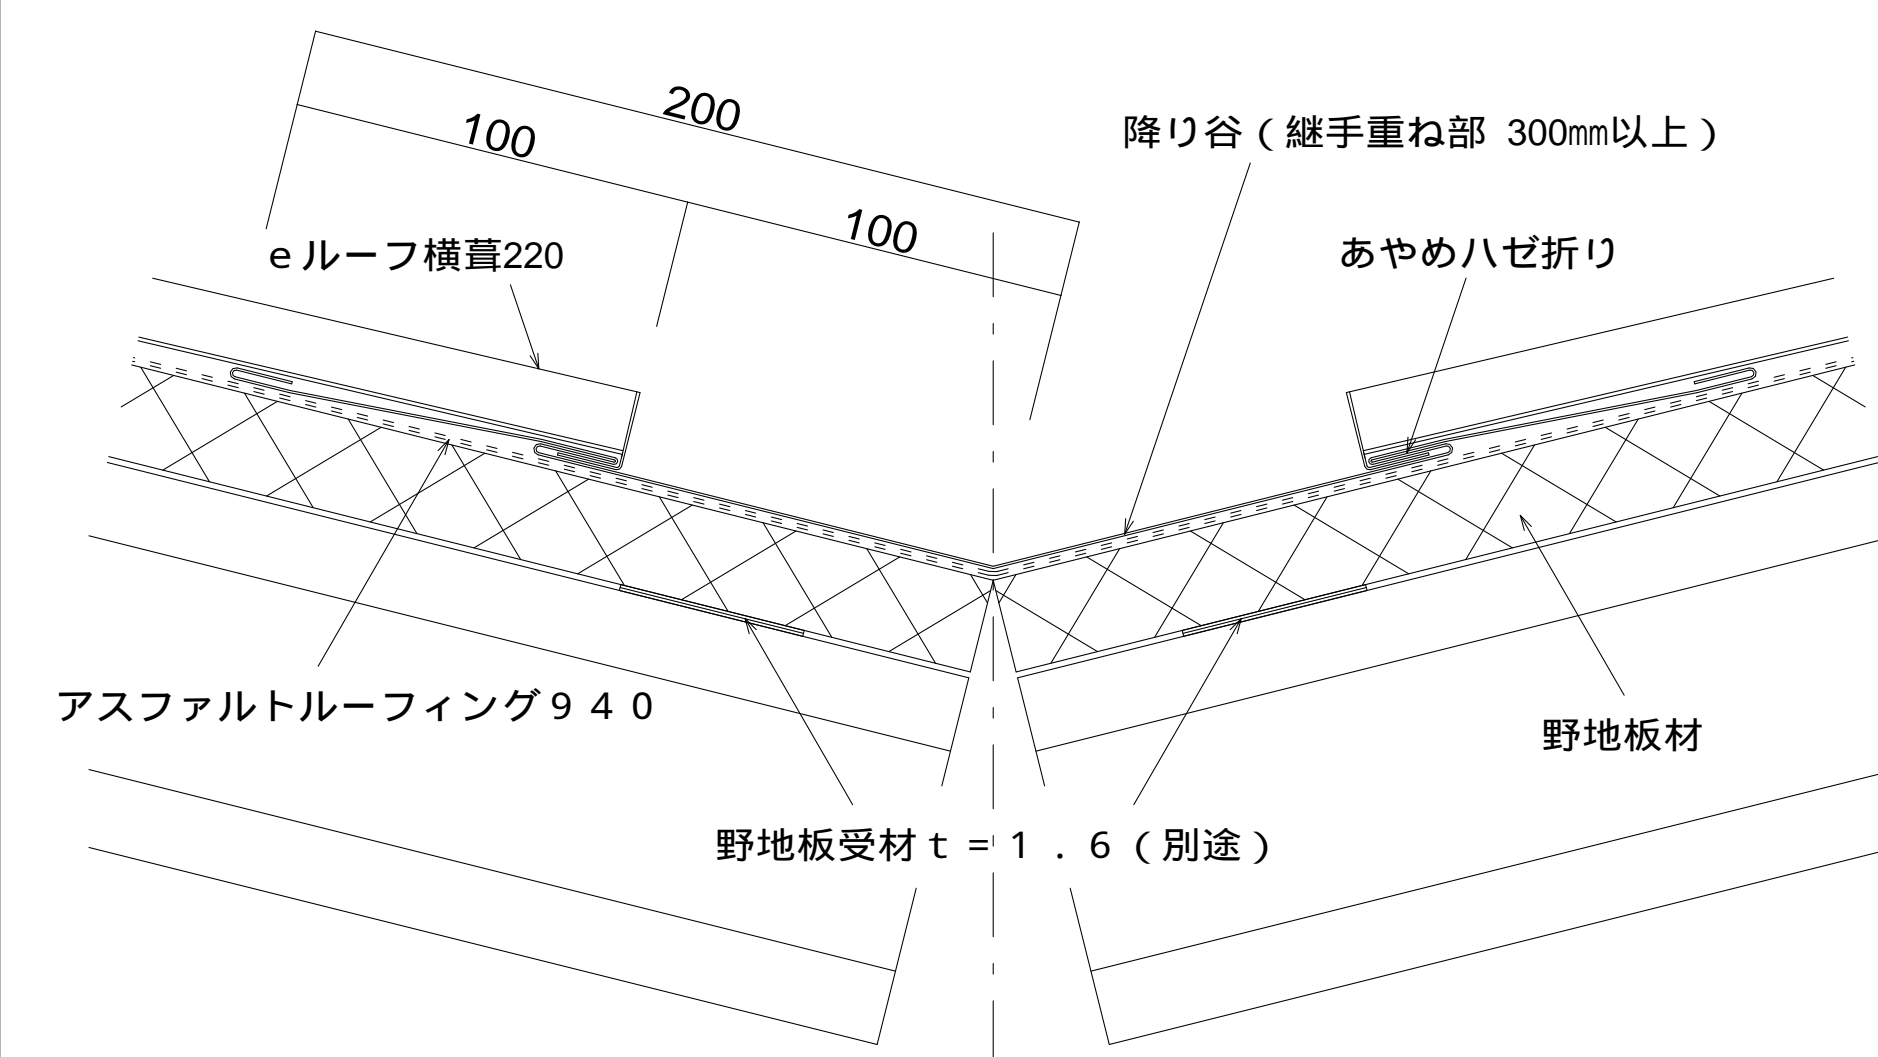 200
100
降り谷（継手重ね部 300㎜以上）
100
eルーフ横葺220
あやめハゼ折り
アスファルトルーフィング９４０
野地板材
野地板受材ｔ＝１．６（別途）